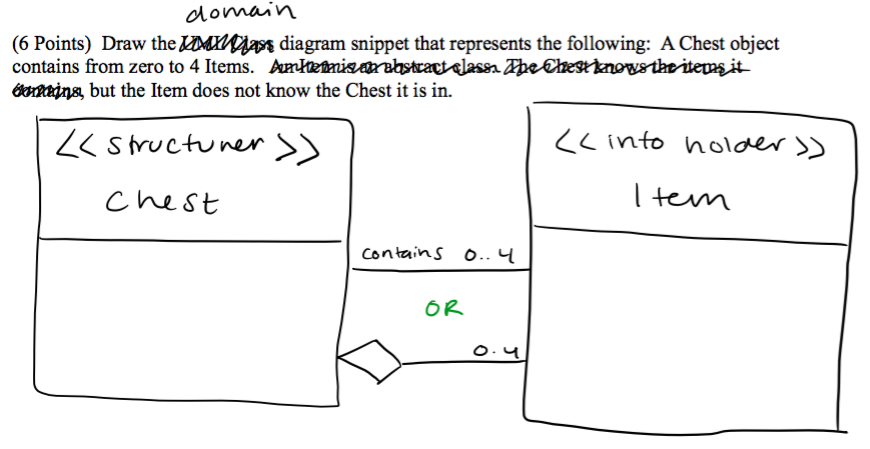 domain
(6 Points) Draw the UML Class diagram snippet that represents the following: A Chest object
contains from zero to 4 Items. An Item is an abstract class. The Chest knows the items it
contains, but the Item does not know the Chest it is in.
<<structurer>>
Chest
<<into holder>>
Item
contains 0..4
OR
0.4